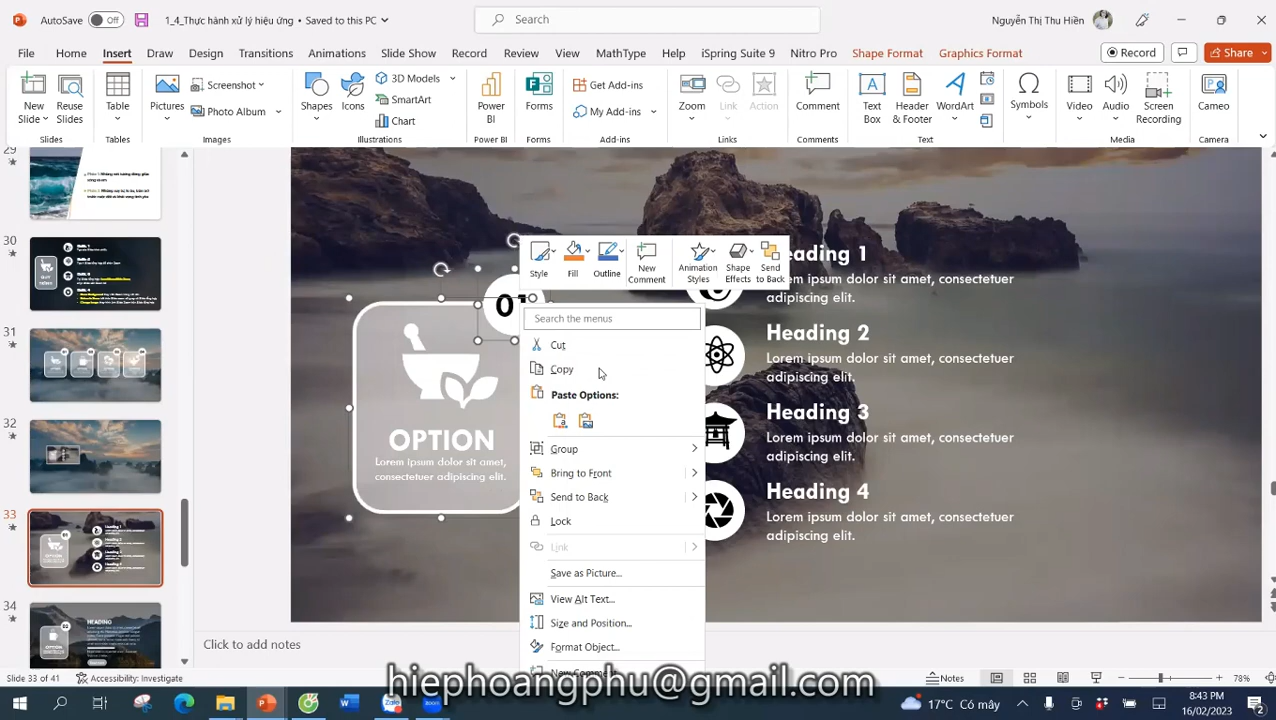 AutoSave Off 1_4_Thực hành xử lý hiệu ứng • Saved to this PC Search Nguyễn Thị Thu Hiền
File Home Insert Draw Design Transitions Animations Slide Show Record Review View MathType Help iSpring Suite 9 Nitro Pro Shape Format Graphics Format Record Share
New Slide Reuse Slides Table Pictures Screenshot Photo Album Shapes Icons 3D Models SmartArt Chart Power BI Forms Get Add-ins My Add-ins Zoom Link Action Comment Text Box Header & Footer WordArt Symbols Video Audio Screen Recording Cameo
Slides Tables Images Illustrations Power BI Forms Add-ins Links Comments Text Media Camera
29
30
31
32
33
34
Style Fill Outline New Comment Animation Styles Shape Effects Send to Back
Search the menus
Cut
Copy
Paste Options:
Group
Bring to Front
Send to Back
Lock
Save as Picture...
View Alt Text...
Size and Position...
Format Object...
OPTION
Lorem ipsum dolor sit amet,
consectetuer adipiscing elit.
Heading 1
Lorem ipsum dolor sit amet, consectetuer
adipiscing elit.
Heading 2
Lorem ipsum dolor sit amet, consectetuer
adipiscing elit.
Heading 3
Lorem ipsum dolor sit amet, consectetuer
adipiscing elit.
Heading 4
Lorem ipsum dolor sit amet, consectetuer
adipiscing elit.
Click to add notes
Slide 33 of 41 Accessibility: Investigate Notes 78%
hiephoangphu@gmail.com
17°C Có mây 8:43 PM
16/02/2023